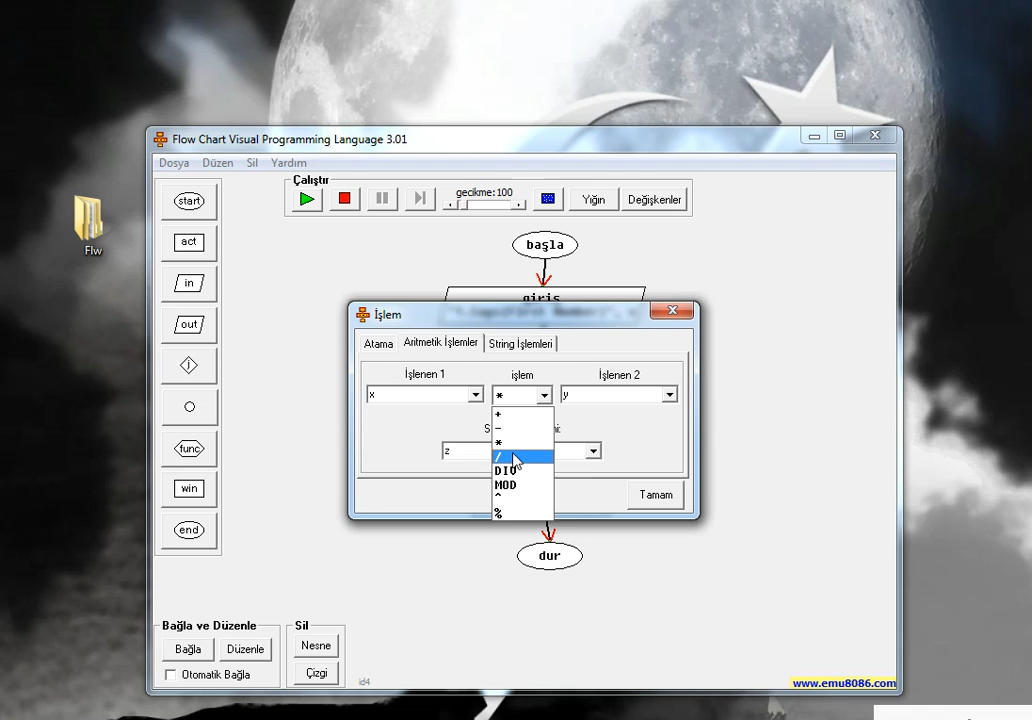 Flow Chart Visual Programming Language 3.01
Dosya Düzen Sil Yardım
Çalıştır
gecikme:100
Yığın
Değişkenler
start
act
in
out
i
func
win
end
Flw
başla
giris
İşlem
Atama
Aritmetik İşlemler
String İşlemleri
İşlenen 1
işlem
İşlenen 2
x
*
y
+
-
*
/
DIV
MOD
^
%
z
Tamam
dur
Bağla ve Düzenle
Bağla
Düzenle
Otomatik Bağla
Sil
Nesne
Çizgi
id4
www.emu8086.com